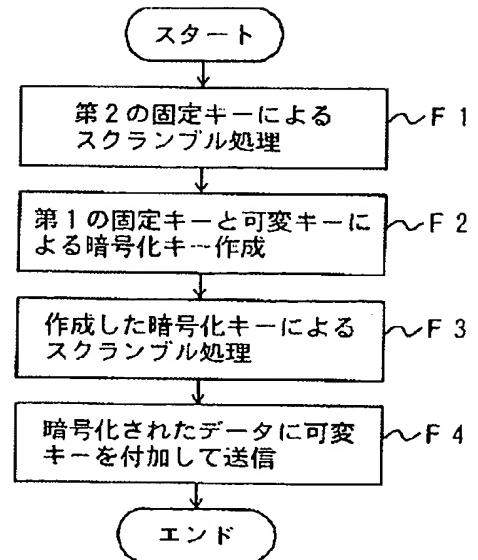 スタート
第2の固定キーによる
スクランブル処理
F1
第1の固定キーと可変キーに
よる暗号化キー作成
F2
作成した暗号化キーによる
スクランブル処理
F3
暗号化されたデータに可変
キーを付加して送信
F4
エンド